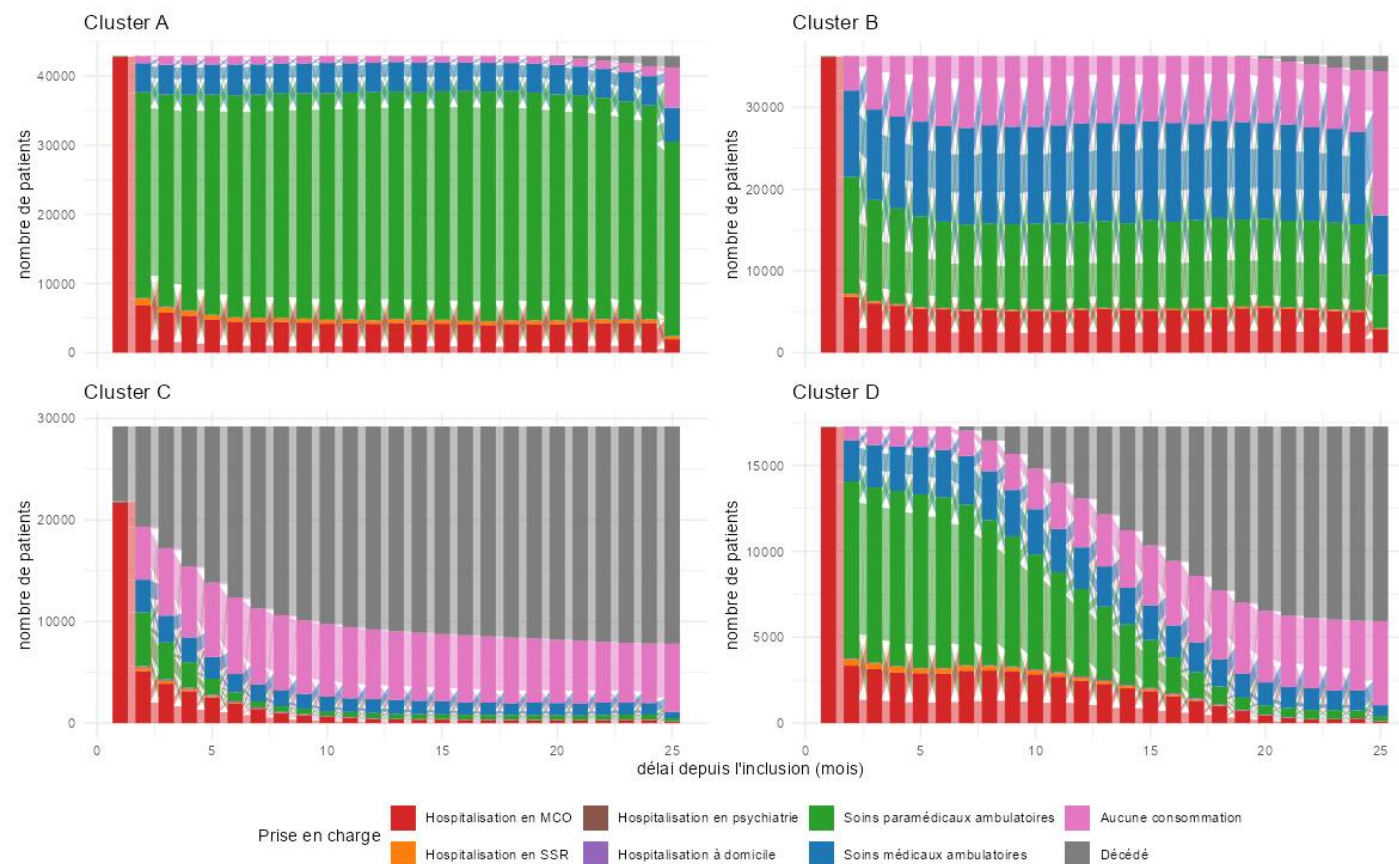 Cluster A
Cluster B
nombre de patients
40000
30000
20000
10000
0
nombre de patients
30000
20000
10000
0
Cluster C
Cluster D
nombre de patients
30000
20000
10000
0
nombre de patients
15000
10000
5000
0
0 5 10 15 20 25
0 5 10 15 20 25
délai depuis l'inclusion (mois)
Prise en charge
Hospitalisation en MCO
Hospitalisation en psychiatrie
Soins paramédicaux ambulatoires
Aucune consommation
Hospitalisation en SSR
Hospitalisation à domicile
Soins médicaux ambulatoires
Décédé